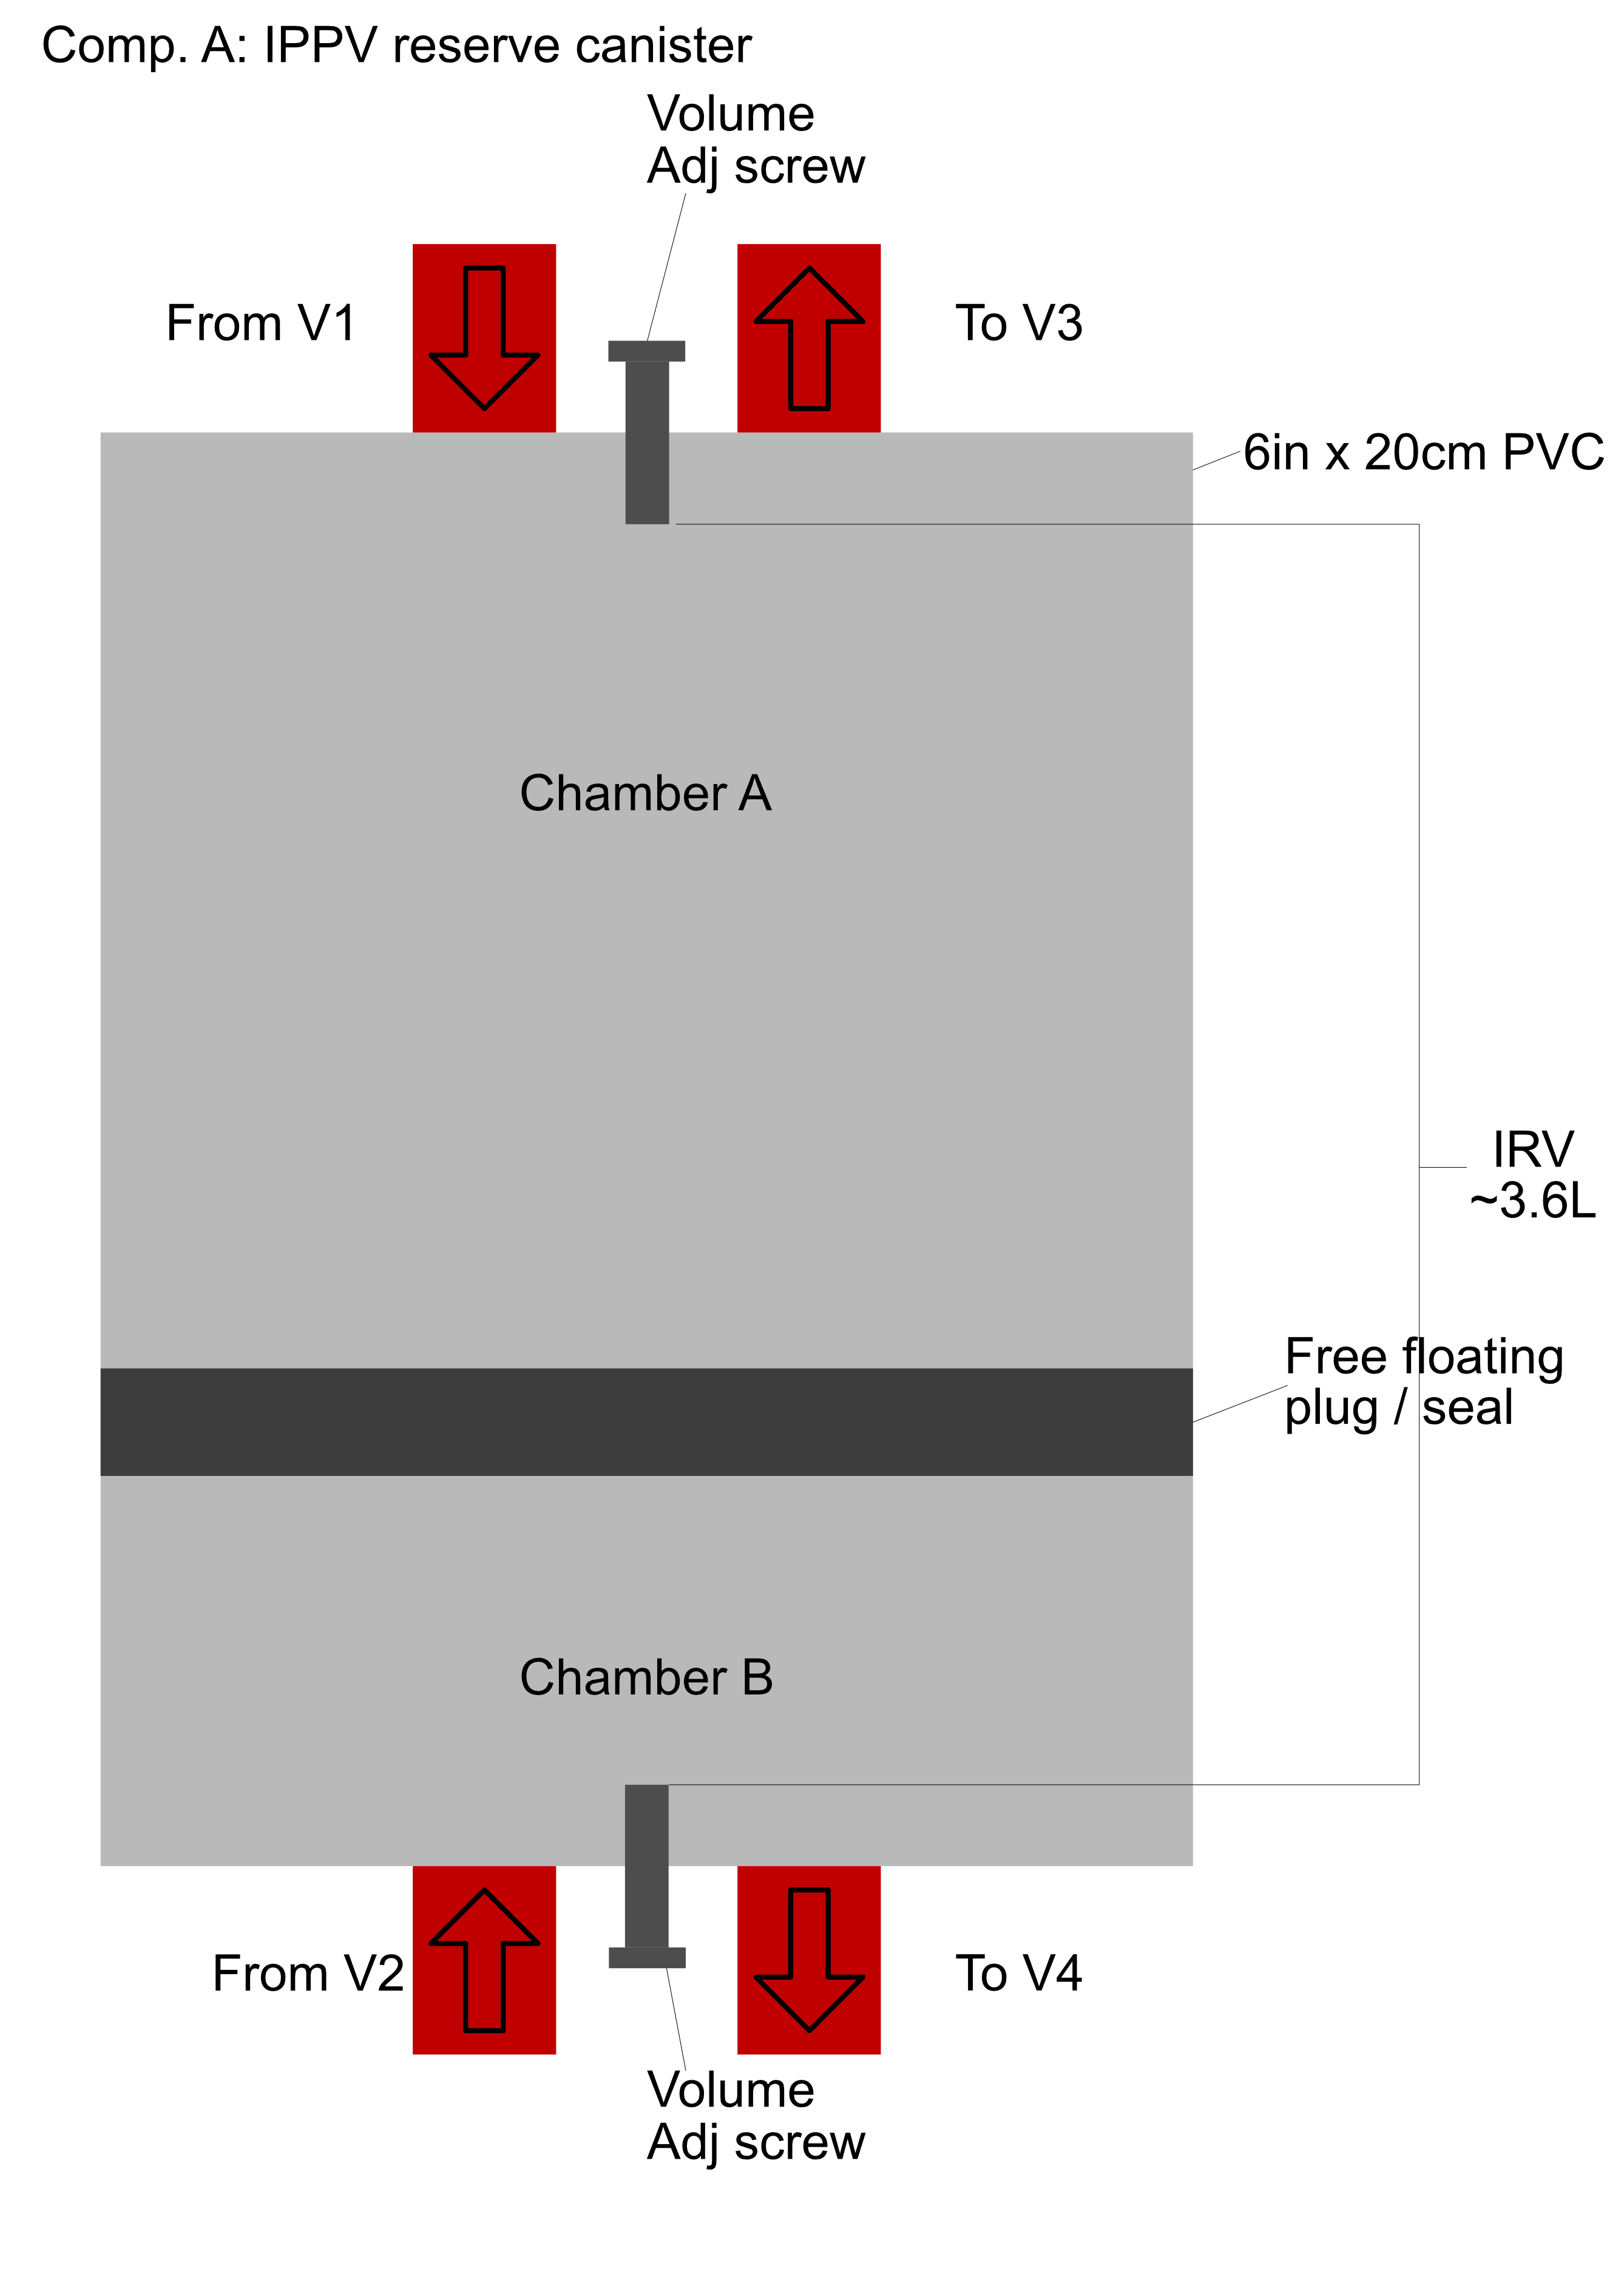 Comp. A: IPPV reserve canister
Volume
Adj screw
From V1
To V3
6in x 20cm PVC
Chamber A
IRV
~3.6L
Free floating
plug / seal
Chamber B
From V2
To V4
Volume
Adj screw